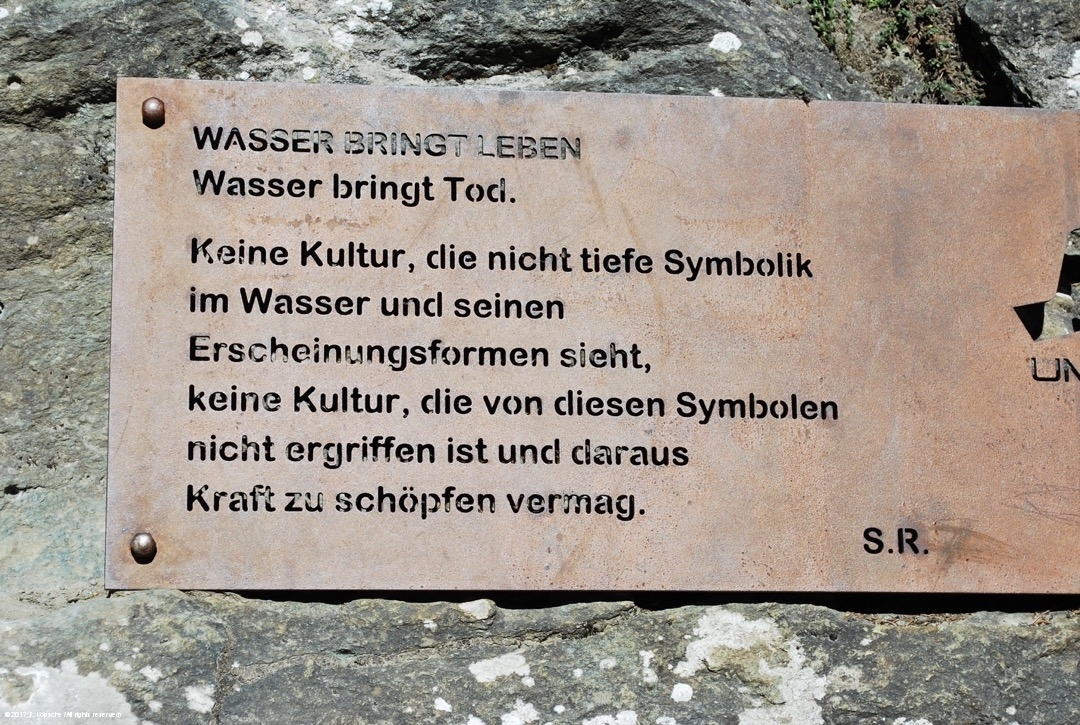 WASSER BRINGT LEBEN
Wasser bringt Tod.
Keine Kultur, die nicht tiefe Symbolik
im Wasser und seinen
Erscheinungsformen sieht,
keine Kultur, die von diesen Symbolen
nicht ergriffen ist und daraus
Kraft zu schöpfen vermag.
S.R.
UN